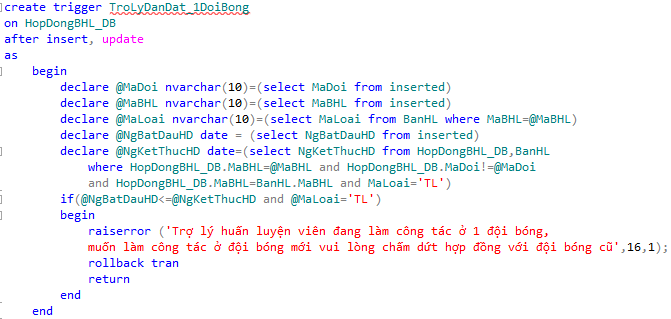 create trigger TroLyDanDat_1DoiBong
on HopDongBHL_DB
after insert, update
as
begin
declare @MaDoi nvarchar(10)=(select MaDoi from inserted)
declare @MaBHL nvarchar(10)=(select MaBHL from inserted)
declare @MaLoai nvarchar(10)=(select MaLoai from BanHL where MaBHL=@MaBHL)
declare @NgBatDauHD date = (select NgBatDauHD from inserted)
declare @NgKetThucHD date=(select NgKetThucHD from HopDongBHL_DB,BanHL
where HopDongBHL_DB.MaBHL=@MaBHL and HopDongBHL_DB.MaDoi!=@MaDoi
and HopDongBHL_DB.MaBHL=BanHL.MaBHL and MaLoai='TL')
if(@NgBatDauHD<=@NgKetThucHD and @MaLoai='TL')
begin
raiserror ('Trợ lý huấn luyện viên đang làm công tác ở 1 đội bóng,
muốn làm công tác ở đội bóng mới vui lòng chấm dứt hợp đồng với đội bóng cũ',16,1);
rollback tran
return
end
end